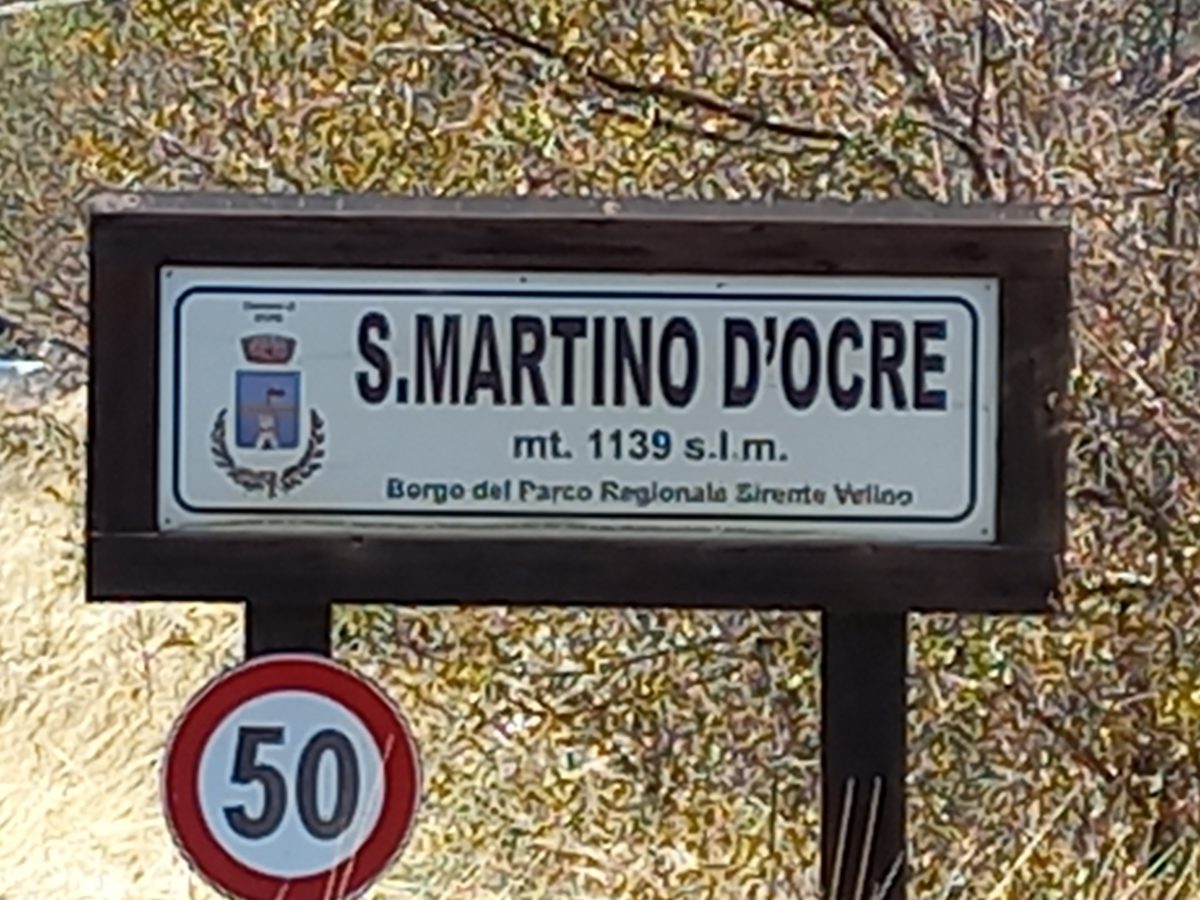 S.MARTINO D'OCRE
mt. 1139 s.l.m.
Borgo del Parco Regionale Sirente Velino
50